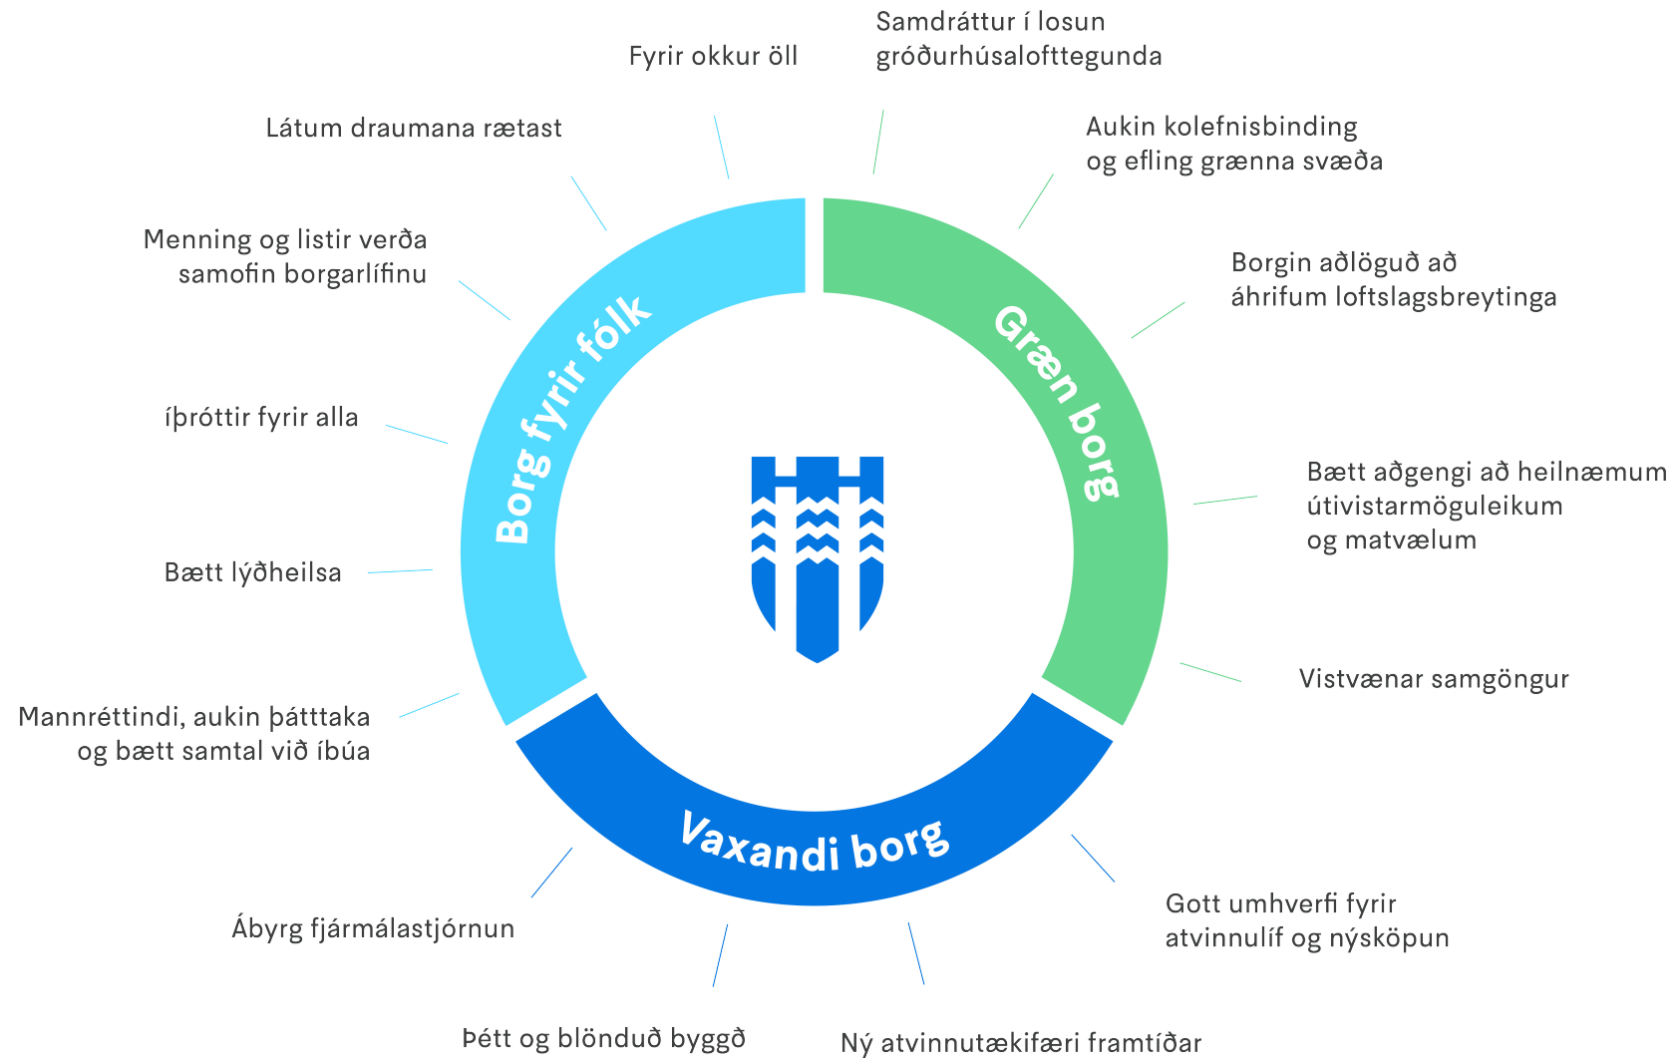 Samdráttur í losun
gróðurhúsalofttegunda
Aukin kolefnisbinding
og efling grænna svæða
Borgin aðlöguð að
áhrifum loftslagsbreytinga
Bætt aðgengi að heilnæmum
útivistarmöguleikum
og matvælum
Vistvænar samgöngur
Græn borg
Gott umhverfi fyrir
atvinnulíf og nýsköpun
Ný atvinnutækifæri framtíðar
Þétt og blönduð byggð
Ábyrg fjármálastjórnun
Vaxandi borg
Mannréttindi, aukin þátttaka
og bætt samtal við íbúa
Bætt lýðheilsa
íþróttir fyrir alla
Menning og listir verða
samofin borgarlífinu
Látum draumana rætast
Fyrir okkur öll
Borg fyrir fólk